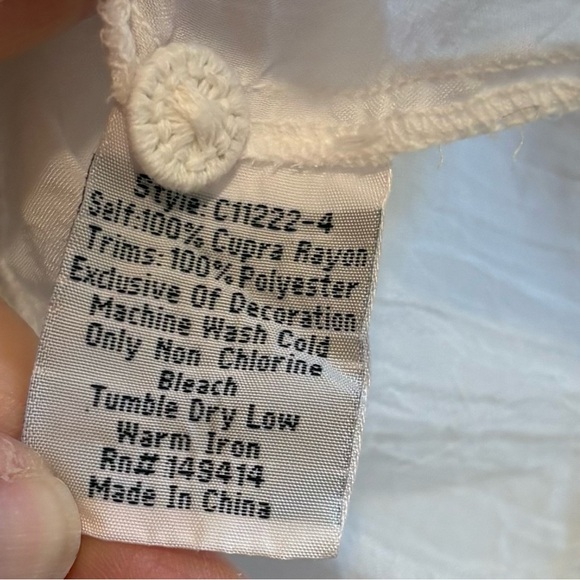 Style: C11222-4
Self:100% Cupra Rayon
Trims: 100% Polyester
Exclusive Of Decoration
Machine Wash Cold
Only Non Chlorine
Bleach
Tumble Dry Low
Warm Iron
Rn# 149414
Made In China